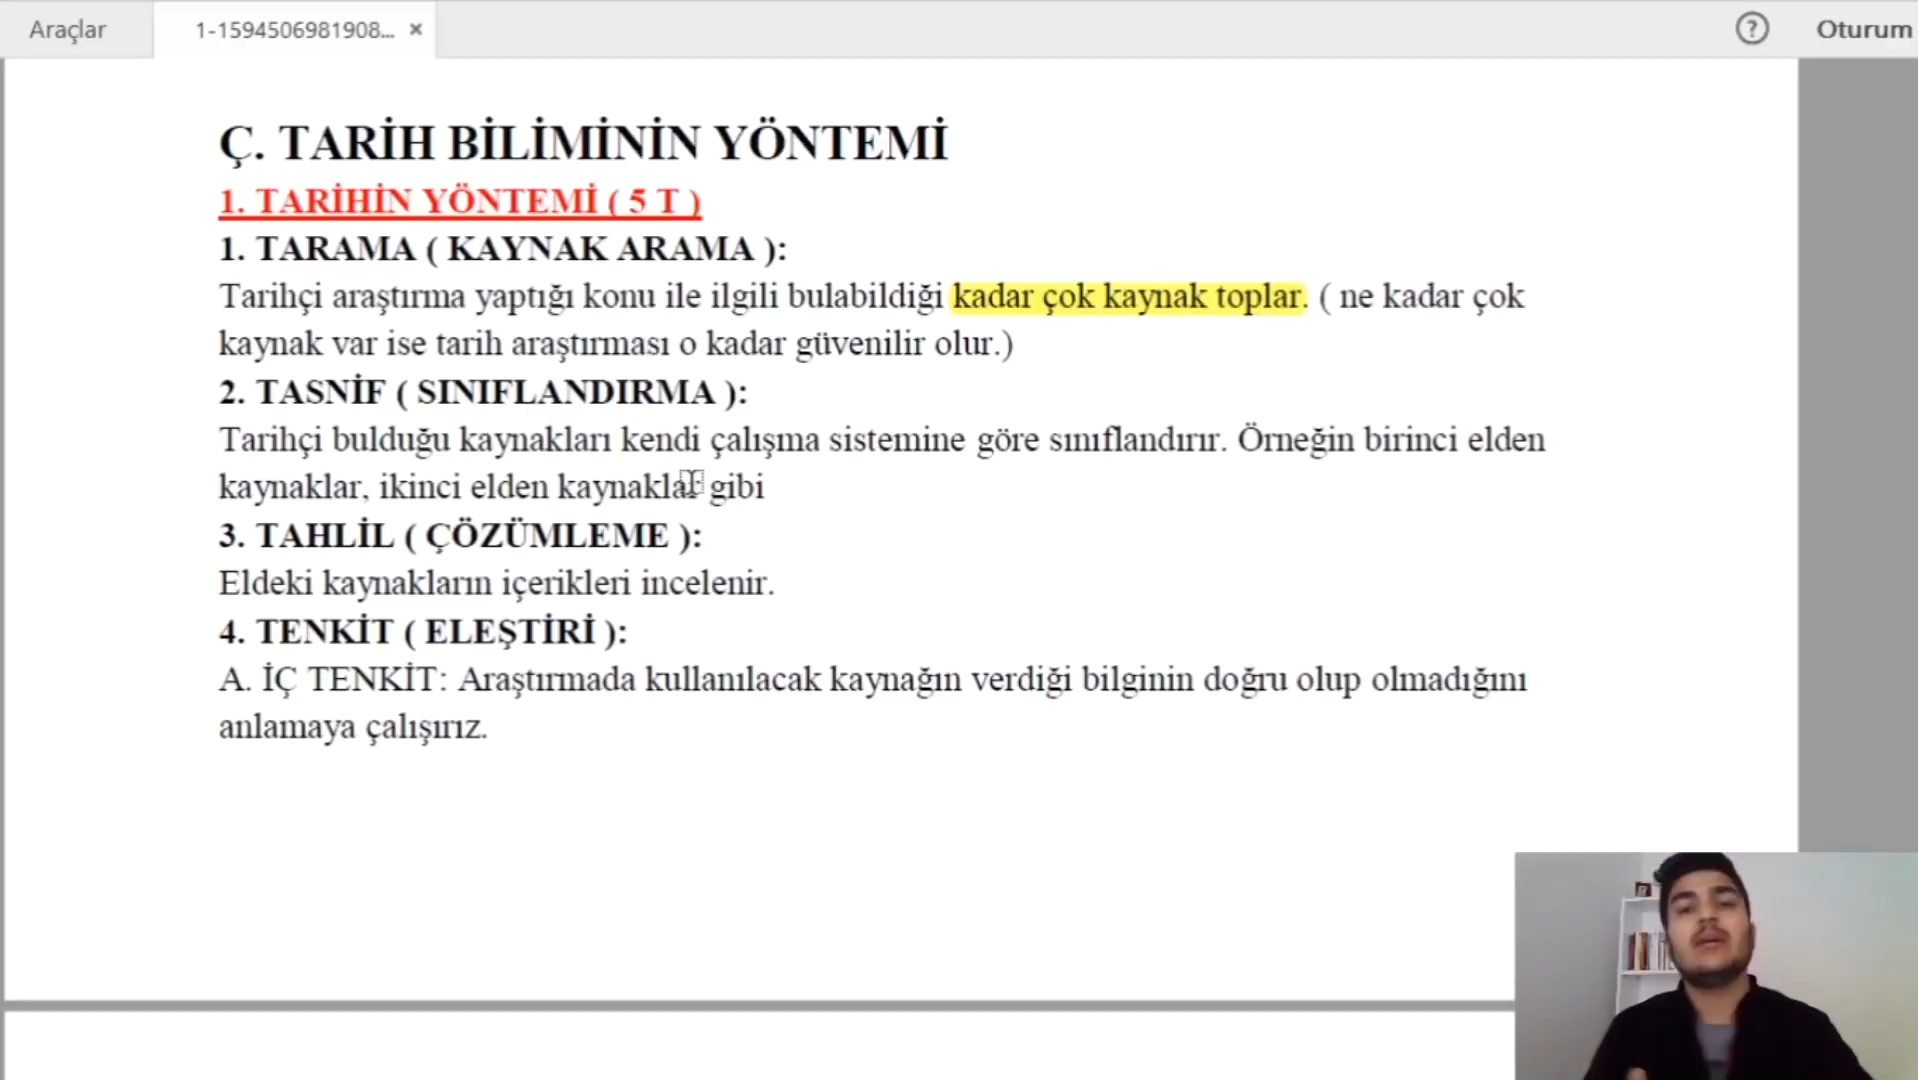 Araçlar
1-1594506981908...
Oturum
Ç. TARİH BİLİMİNİN YÖNTEMİ
1. TARİHİN YÖNTEMİ ( 5 T )
1. TARAMA ( KAYNAK ARAMA ):
Tarihçi araştırma yaptığı konu ile ilgili bulabildiği kadar çok kaynak toplar. ( ne kadar çok
kaynak var ise tarih araştırması o kadar güvenilir olur.)
2. TASNİF ( SINIFLANDIRMA ):
Tarihçi bulduğu kaynakları kendi çalışma sistemine göre sınıflandırır. Örneğin birinci elden
kaynaklar, ikinci elden kaynaklar gibi
3. TAHLİL ( ÇÖZÜMLEME ):
Eldeki kaynakların içerikleri incelenir.
4. TENKİT ( ELEŞTİRİ ):
A. İÇ TENKİT: Araştırmada kullanılacak kaynağın verdiği bilginin doğru olup olmadığını
anlamaya çalışırız.